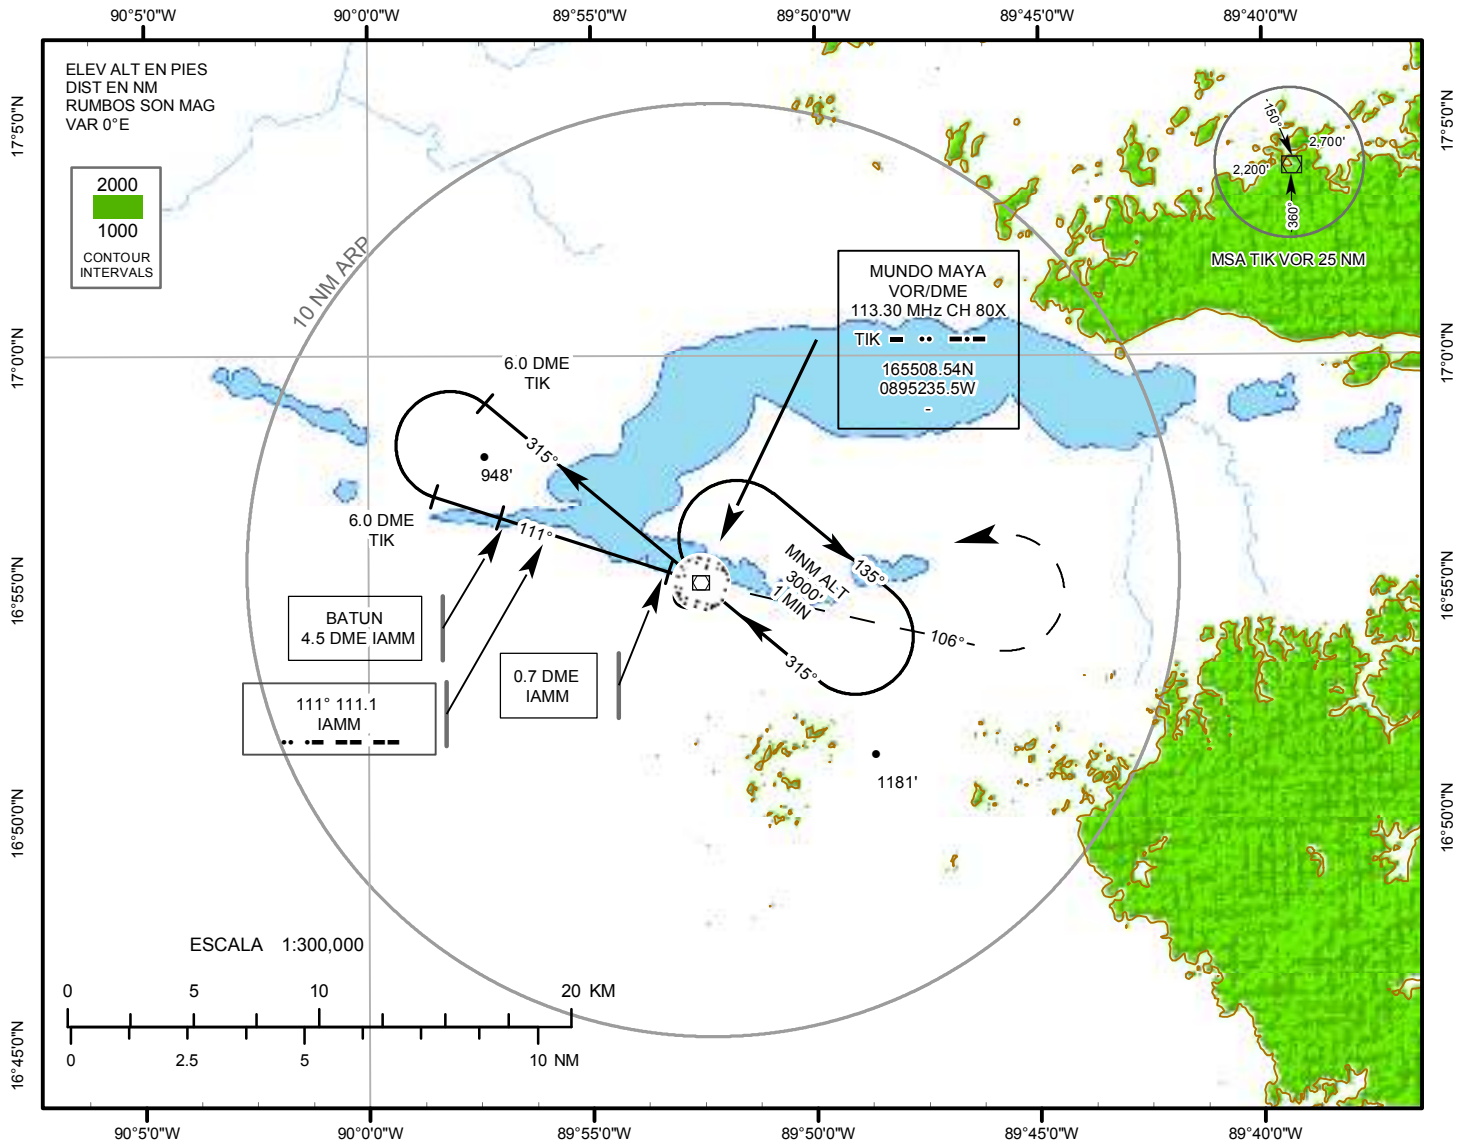 90°5'0"W
90°0'0"W
89°55'0"W
89°50'0"W
89°45'0"W
89°40'0"W
ELEV ALT EN PIES
DIST EN NM
RUMBOS SON MAG
VAR 0°E
17°5'0"N
17°5'0"N
2000
1000
CONTOUR
INTERVALS
150°
2,700'
2,200'
360°
MSA TIK VOR 25 NM
10 NM ARP
MUNDO MAYA
VOR/DME
113.30 MHz CH 80X
TIK
165508.54N
0895235.5W
-
17°0'0"N
17°0'0"N
6.0 DME
TIK
315°
948'
6.0 DME
TIK
111°
MNM ALT
3000'
1 MIN
135°
16°55'0"N
16°55'0"N
BATUN
4.5 DME IAMM
106°
315°
0.7 DME
IAMM
111° 111.1
IAMM
1181'
16°50'0"N
16°50'0"N
ESCALA 1:300,000
0 5 10 20 KM
0 2.5 5 10 NM
16°45'0"N
16°45'0"N
90°5'0"W
90°0'0"W
89°55'0"W
89°50'0"W
89°45'0"W
89°40'0"W